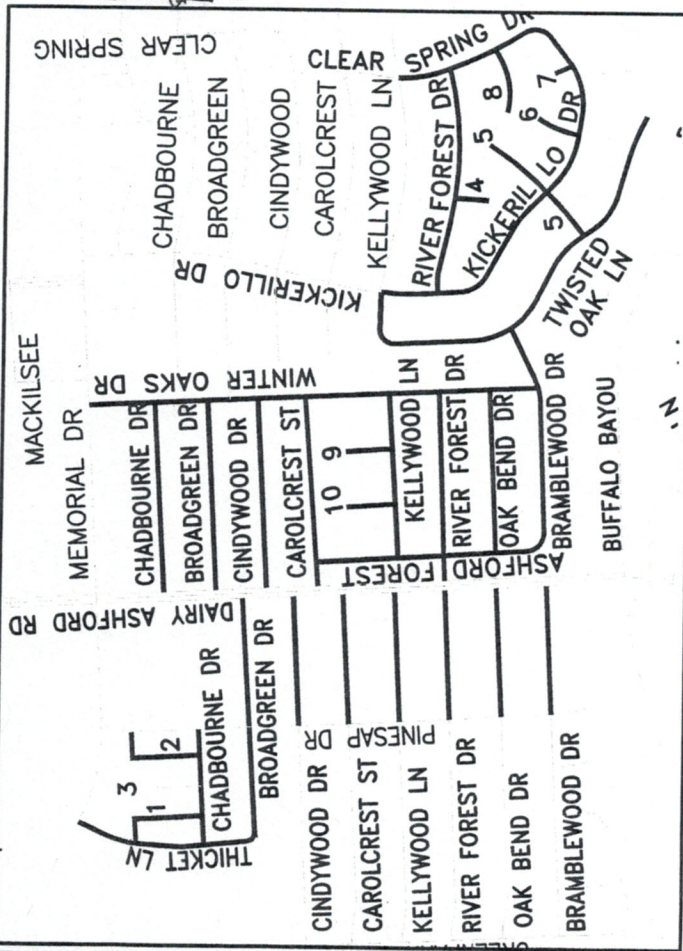 CLEAR SPRING
MACKILSEE
CHADBOURNE
BROADGREEN
CINDYWOOD
CAROLCREST
KELLYWOOD LN
CLEAR SPRING DR
RIVER FOREST DR
4
5
8
6
7
KICKERILLO DR
5
KICKERILLO DR
TWISTED
OAK LN
MEMORIAL DR
WINTER OAKS DR
CHADBOURNE DR
BROADGREEN DR
CINDYWOOD DR
CAROLCREST ST
10
9
KELLYWOOD LN
RIVER FOREST DR
OAK BEND DR
BRAMBLEWOOD DR
BUFFALO BAYOU
N
ASHFORD FOREST
DAIRY ASHFORD RD
3
1
2
CHADBOURNE DR
BROADGREEN DR
THICKET LN
PINESAP DR
CINDYWOOD DR
CAROLCREST ST
KELLYWOOD LN
RIVER FOREST DR
OAK BEND DR
BRAMBLEWOOD DR